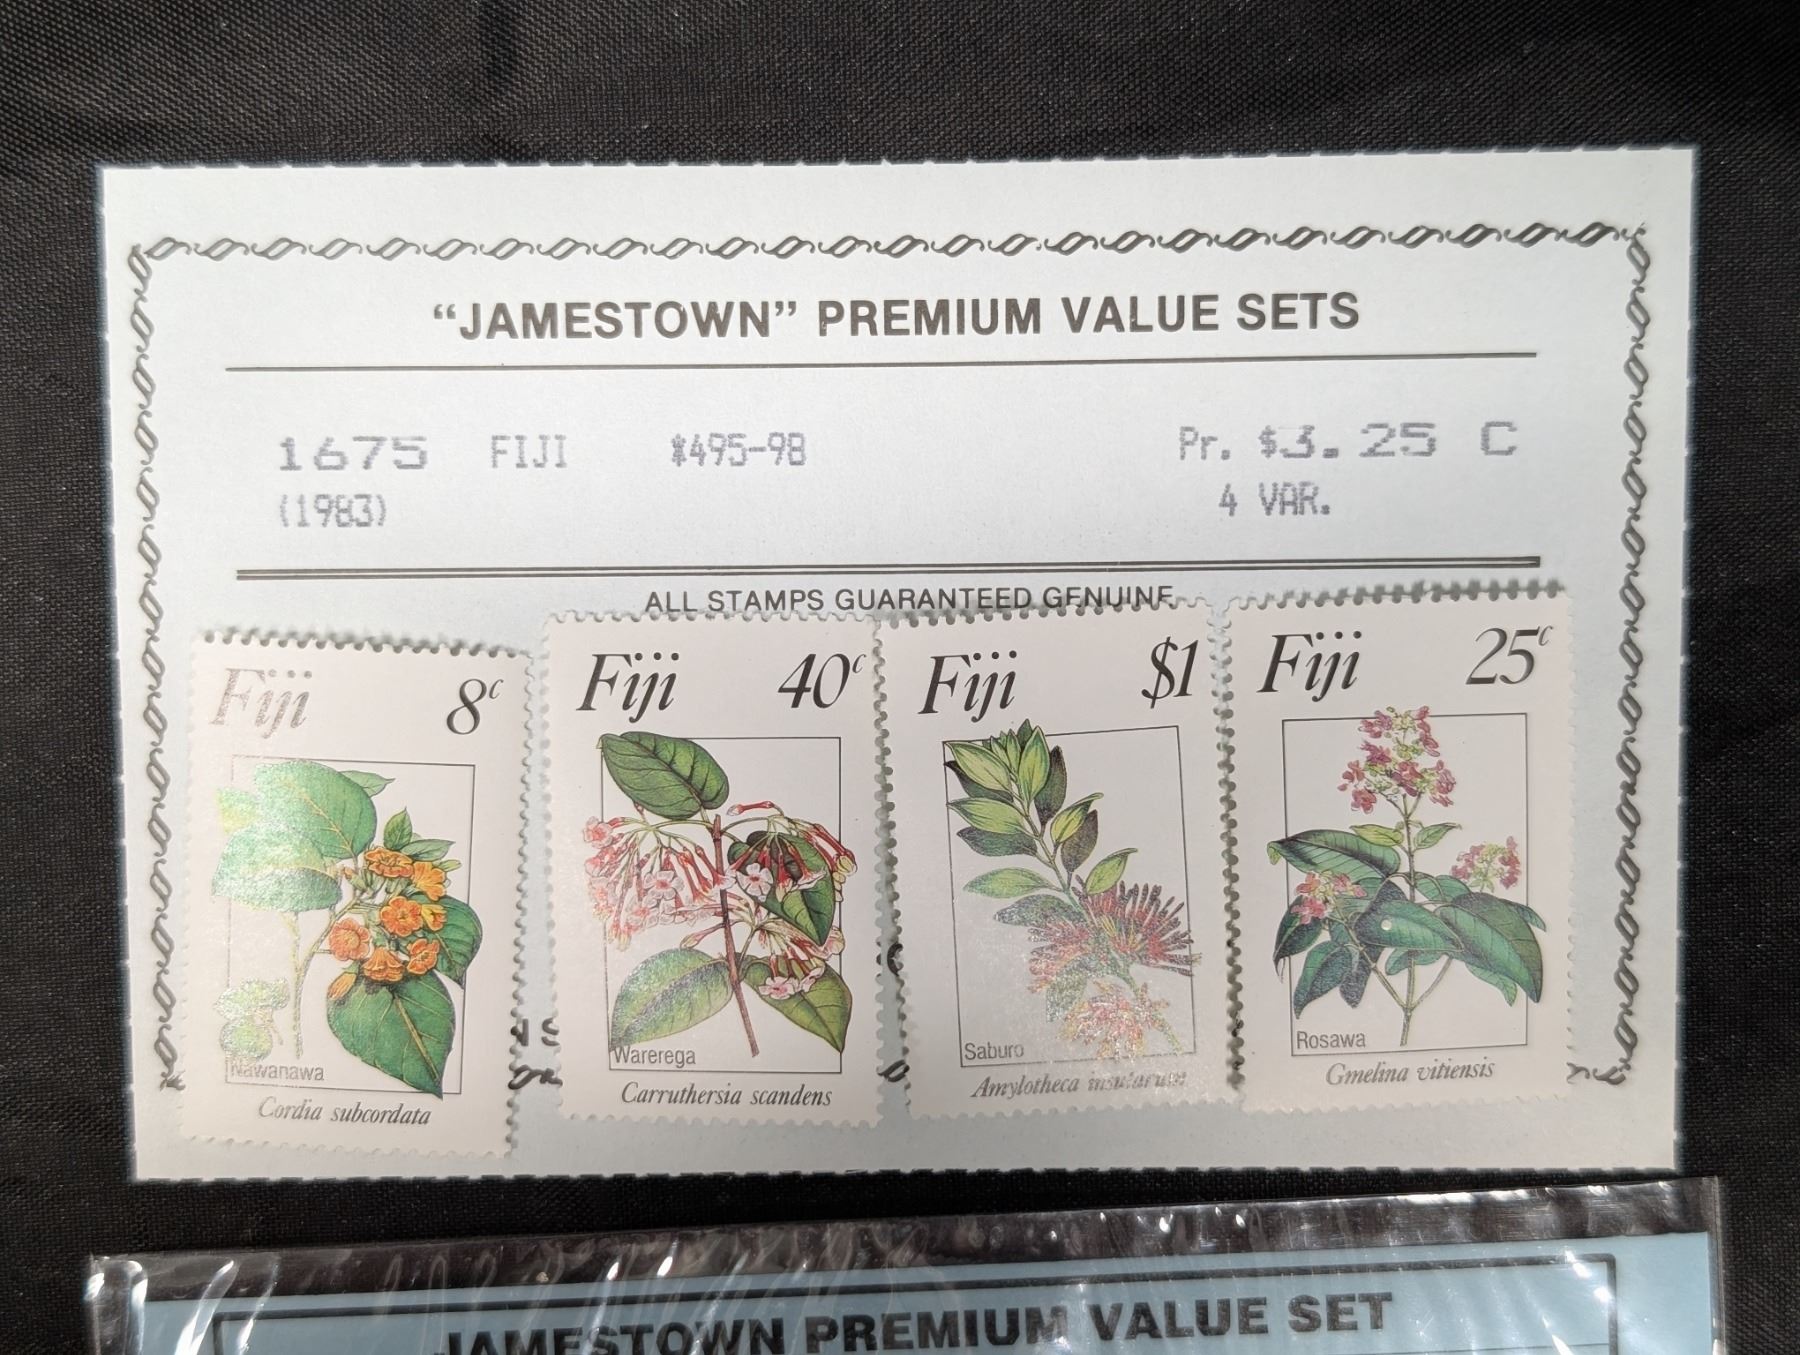 “JAMESTOWN” PREMIUM VALUE SETS
1675 FIJI #495-98 Pr. $3.25 C
(1983) 4 VAR.
ALL STAMPS GUARANTEED GENUINE
Fiji 8c
Nawanawa
Cordia subcordata
Fiji 40c
Warerega
Carruthersia scandens
Fiji $1
Saburo
Amylotheca insularum
Fiji 25c
Rosawa
Gmelina vitiensis
JAMESTOWN PREMIUM VALUE SET